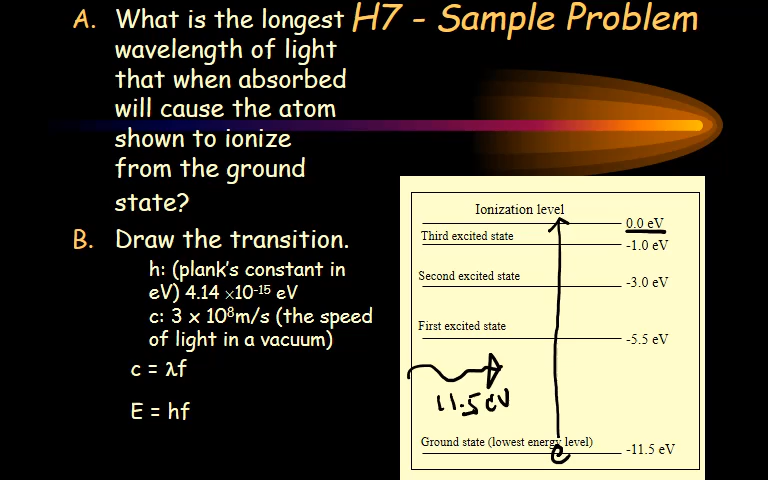 H7 - Sample Problem
A. What is the longest
wavelength of light
that when absorbed
will cause the atom
shown to ionize
from the ground
state?
B. Draw the transition.
h: (plank's constant in
eV) 4.14 ×10⁻¹⁵ eV
c: 3 x 10⁸m/s (the speed
of light in a vacuum)
c = λf
E = hf
Ionization level
0.0 eV
Third excited state
-1.0 eV
Second excited state
-3.0 eV
First excited state
-5.5 eV
11.5 eV
Ground state (lowest energy level)
-11.5 eV
e